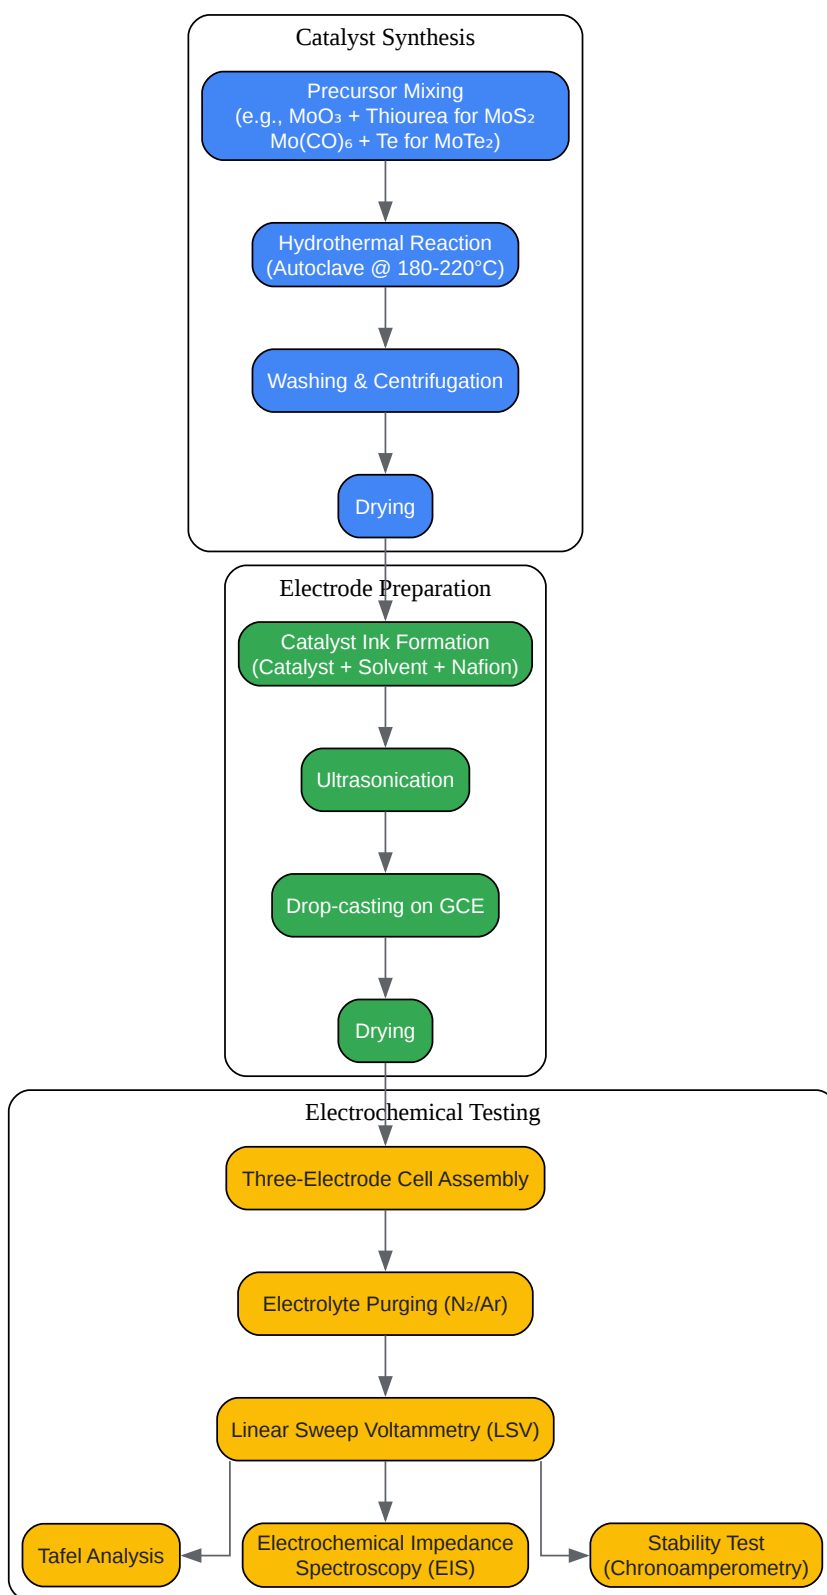 Catalyst Synthesis
Precursor Mixing
(e.g., MoO₃ + Thiourea for MoS₂
Mo(CO)₆ + Te for MoTe₂)
Hydrothermal Reaction
(Autoclave @ 180-220°C)
Washing & Centrifugation
Drying
Electrode Preparation
Catalyst Ink Formation
(Catalyst + Solvent + Nafion)
Ultrasonication
Drop-casting on GCE
Drying
Electrochemical Testing
Three-Electrode Cell Assembly
Electrolyte Purging (N₂/Ar)
Linear Sweep Voltammetry (LSV)
Tafel Analysis
Electrochemical Impedance
Spectroscopy (EIS)
Stability Test
(Chronoamperometry)